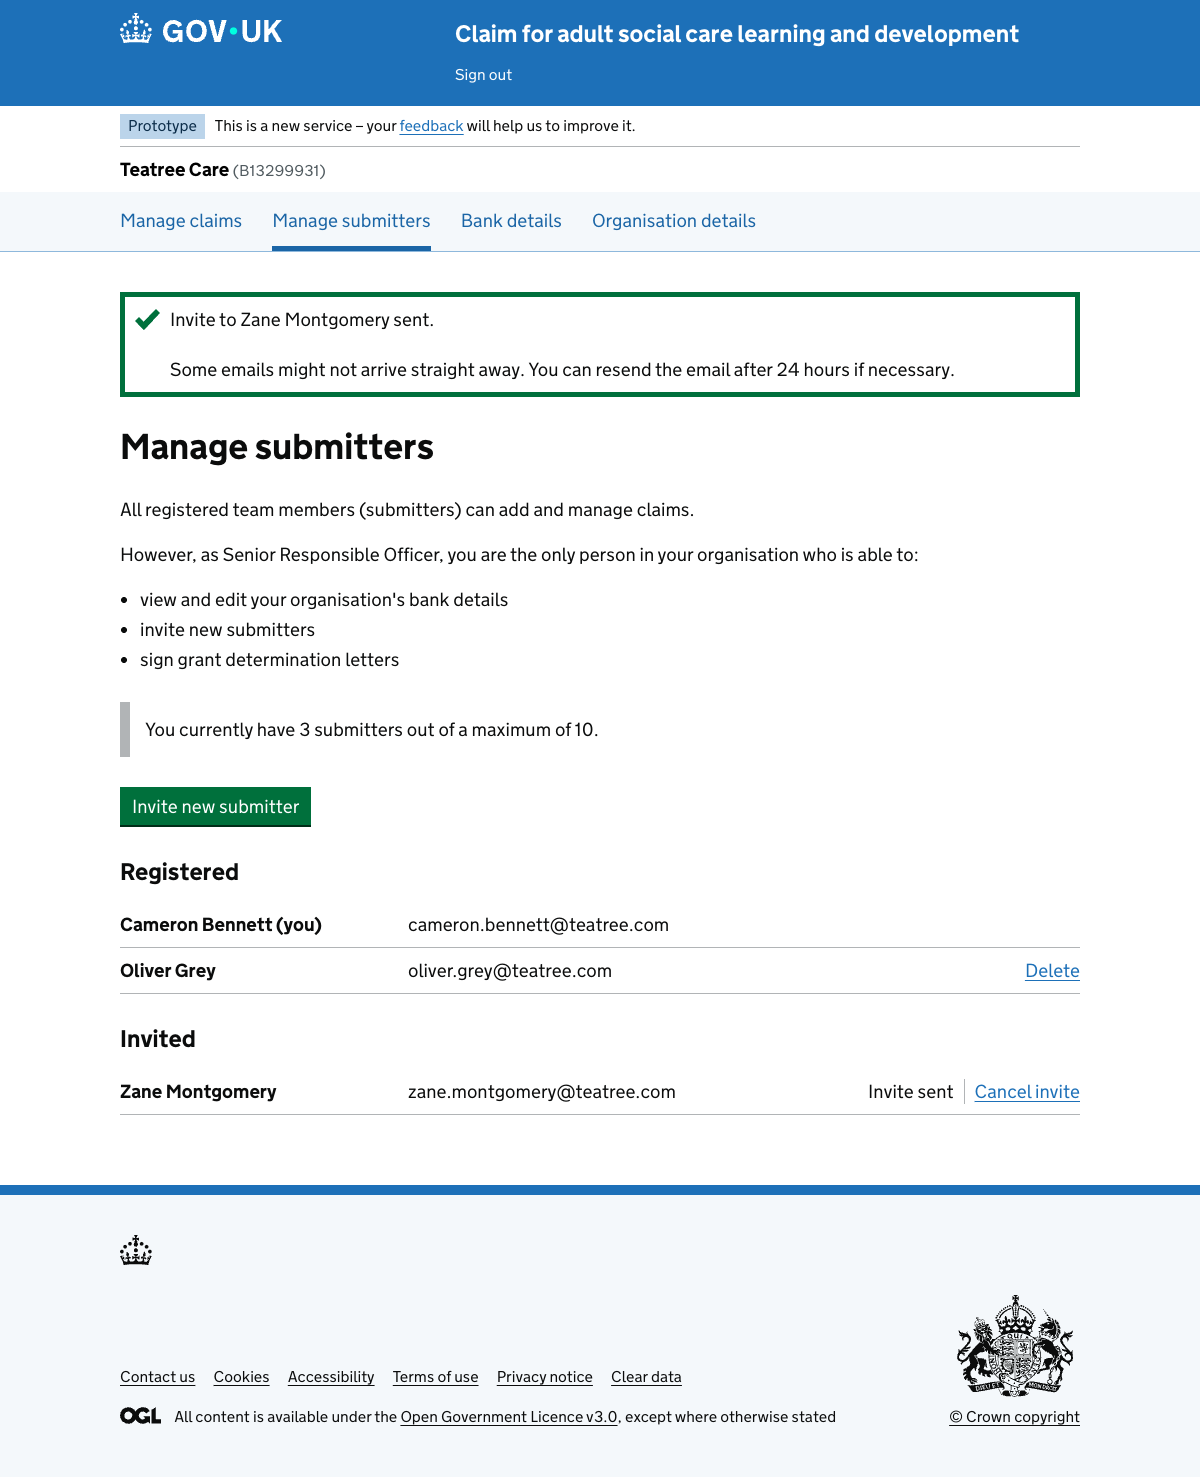 GOV·UK
Claim for adult social care learning and development
Sign out
Prototype This is a new service – your feedback will help us to improve it.
Teatree Care (B13299931)
Manage claims Manage submitters Bank details Organisation details
Invite to Zane Montgomery sent.
Some emails might not arrive straight away. You can resend the email after 24 hours if necessary.
Manage submitters
All registered team members (submitters) can add and manage claims.
However, as Senior Responsible Officer, you are the only person in your organisation who is able to:
• view and edit your organisation's bank details
• invite new submitters
• sign grant determination letters
You currently have 3 submitters out of a maximum of 10.
Invite new submitter
Registered
Cameron Bennett (you) cameron.bennett@teatree.com
Oliver Grey oliver.grey@teatree.com Delete
Invited
Zane Montgomery zane.montgomery@teatree.com Invite sent Cancel invite
Contact us Cookies Accessibility Terms of use Privacy notice Clear data
OGL All content is available under the Open Government Licence v3.0, except where otherwise stated
© Crown copyright